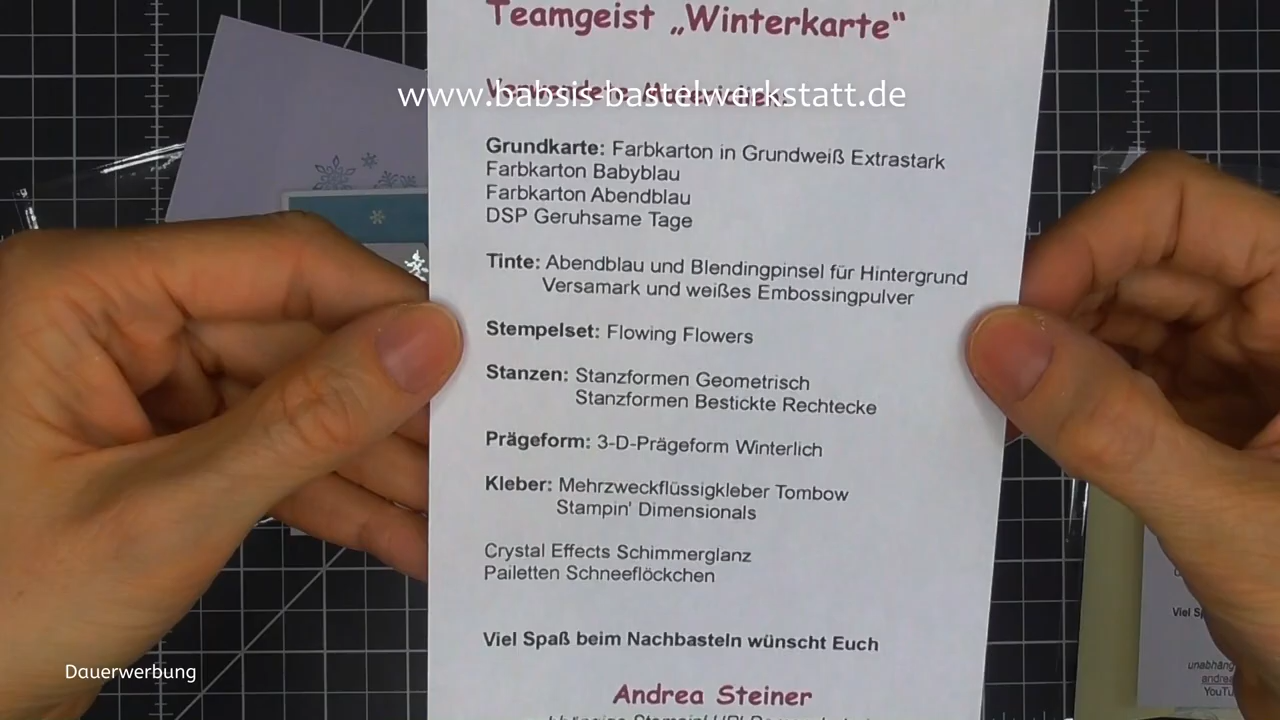 Teamgeist „Winterkarte“
www.babsis-bastelwerkstatt.de
Grundkarte: Farbkarton in Grundweiß Extrastark
Farbkarton Babyblau
Farbkarton Abendblau
DSP Geruhsame Tage
Tinte: Abendblau und Blendingpinsel für Hintergrund
Versamark und weißes Embossingpulver
Stempelset: Flowing Flowers
Stanzen: Stanzformen Geometrisch
Stanzformen Bestickte Rechtecke
Prägeform: 3-D-Prägeform Winterlich
Kleber: Mehrzweckflüssigkleber Tombow
Stampin' Dimensionals
Crystal Effects Schimmerglanz
Pailetten Schneeflöckchen
Viel Spaß beim Nachbasteln wünscht Euch
Andrea Steiner
Dauerwerbung
Viel